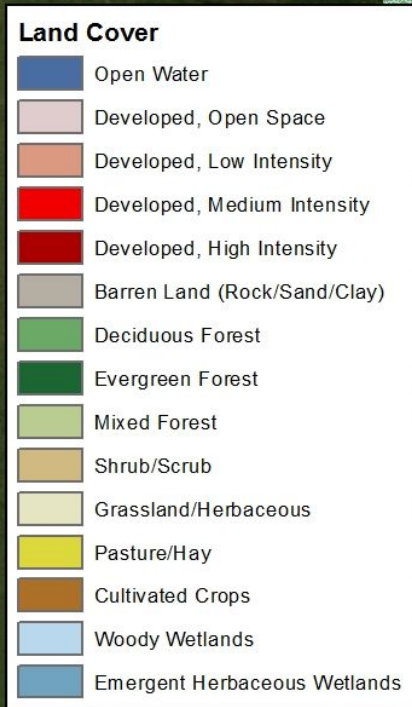 Land Cover
Open Water
Developed, Open Space
Developed, Low Intensity
Developed, Medium Intensity
Developed, High Intensity
Barren Land (Rock/Sand/Clay)
Deciduous Forest
Evergreen Forest
Mixed Forest
Shrub/Scrub
Grassland/Herbaceous
Pasture/Hay
Cultivated Crops
Woody Wetlands
Emergent Herbaceous Wetlands